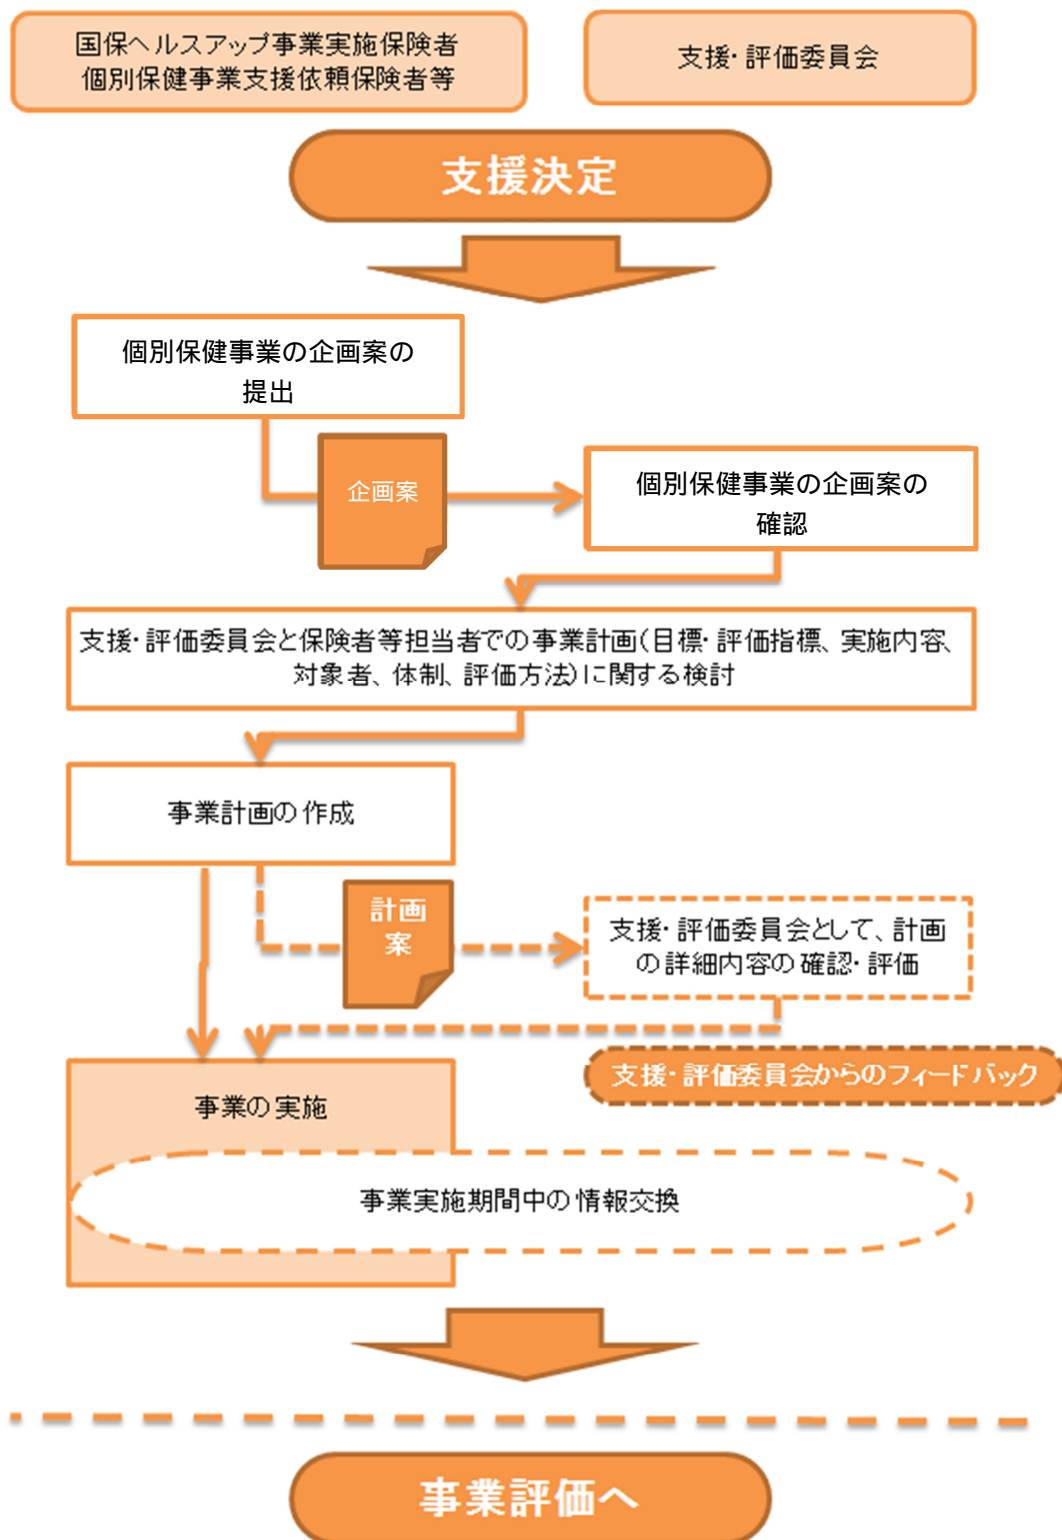 国保ヘルスアップ事業実施保険者
個別保健事業支援依頼保険者等
支援・評価委員会
支援決定
個別保健事業の企画案の
提出
企画案
個別保健事業の企画案の
確認
支援・評価委員会と保険者等担当者での事業計画(目標・評価指標、実施内容、
対象者、体制、評価方法)に関する検討
事業計画の作成
計画
案
支援・評価委員会として、計画
の詳細内容の確認・評価
支援・評価委員会からのフィードバック
事業の実施
事業実施期間中の情報交換
事業評価へ